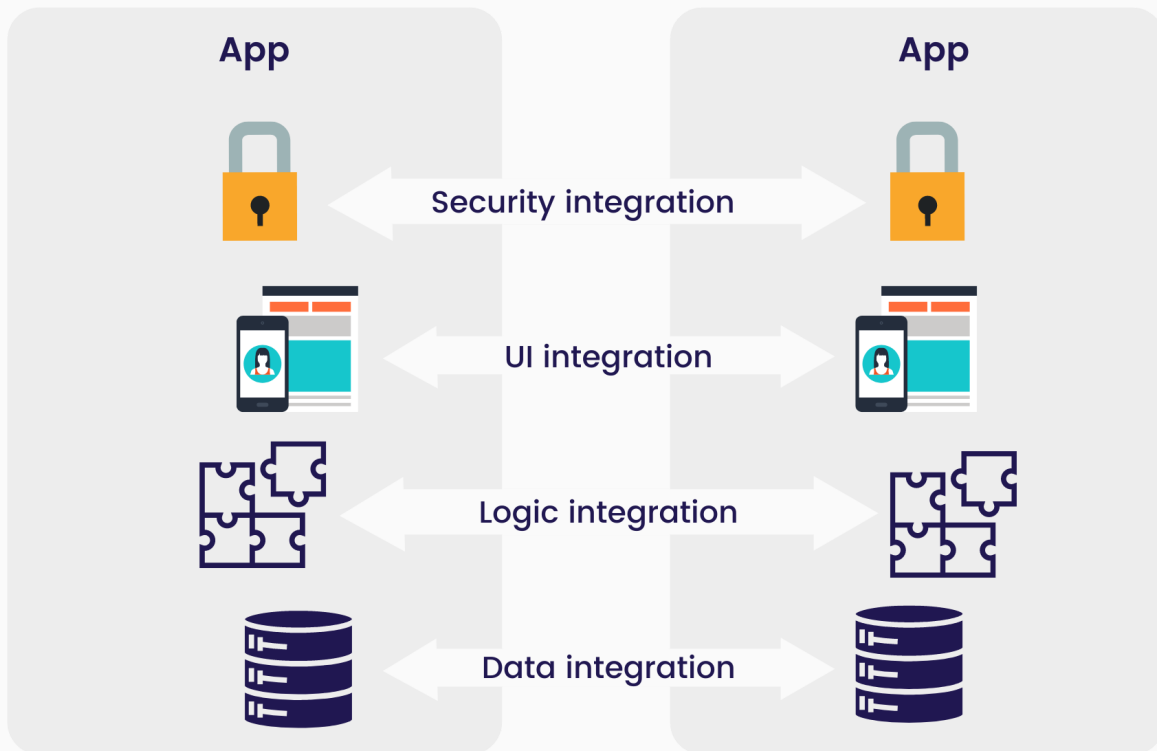 App
App
Security integration
UI integration
Logic integration
Data integration